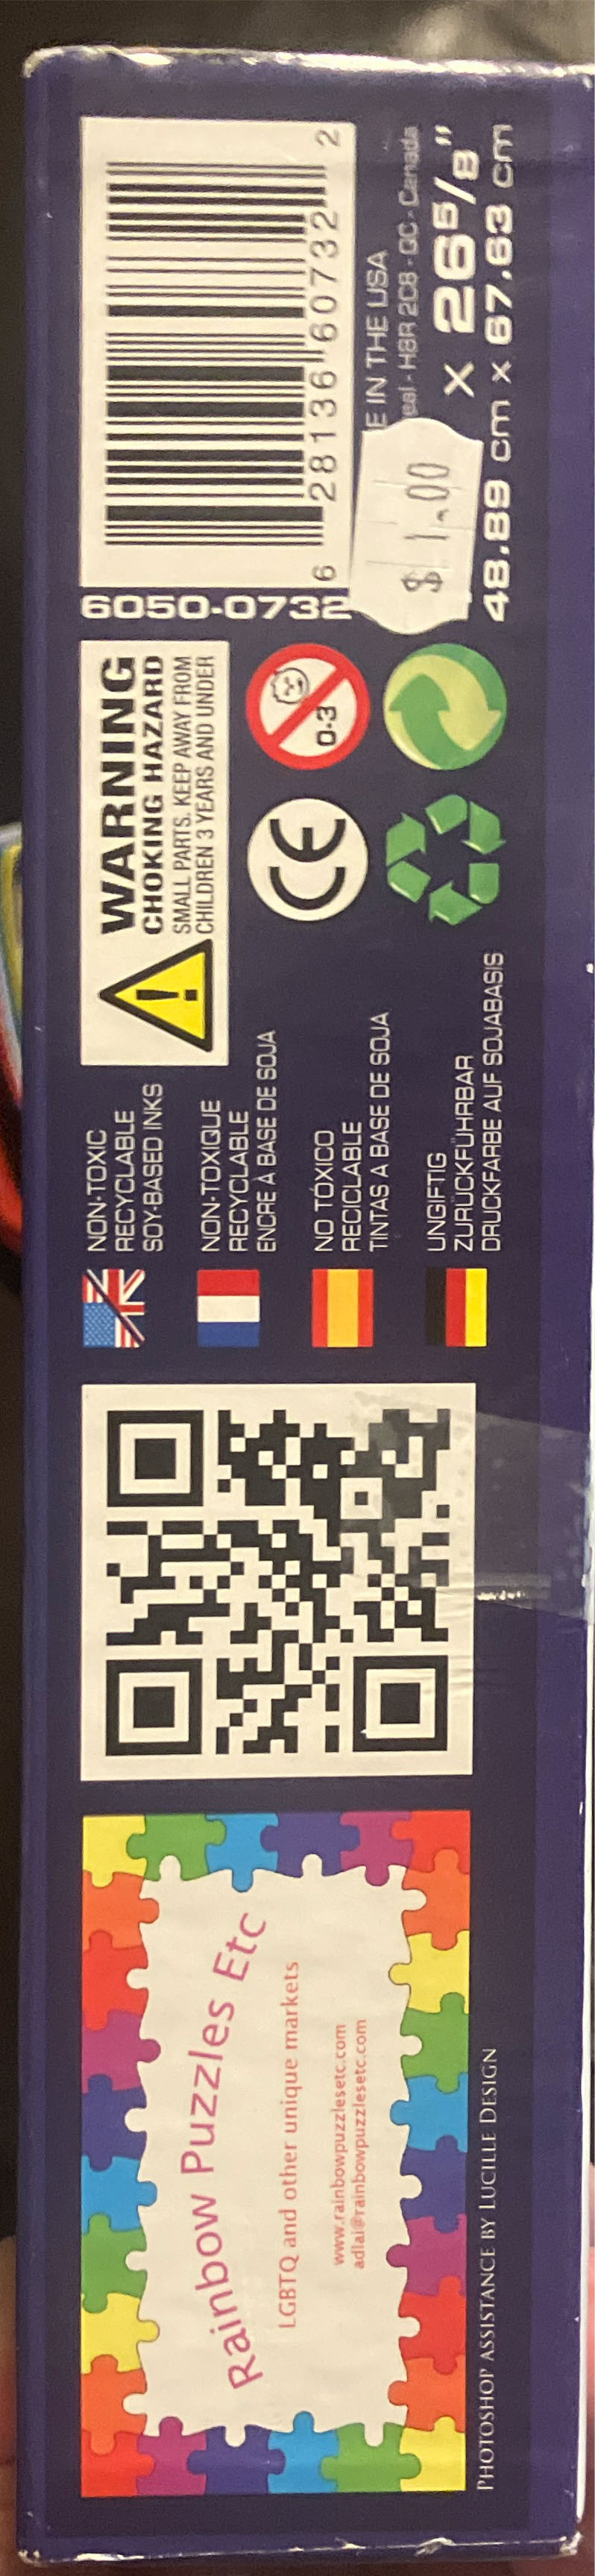 Rainbow Puzzles Etc
LGBTQ and other unique markets
www.rainbowpuzzlesetc.com
adlai@rainbowpuzzlesetc.com
PHOTOSHOP ASSISTANCE BY LUCILLE DESIGN
NON-TOXIC
RECYCLABLE
SOY-BASED INKS
NON-TOXIQUE
RECYCLABLE
ENCRE À BASE DE SOJA
NO TÓXICO
RECICLABLE
TINTAS A BASE DE SOJA
UNGIFTIG
ZURÜCKFÜHRBAR
DRUCKFARBE AUF SOJABASIS
WARNING
CHOKING HAZARD
SMALL PARTS. KEEP AWAY FROM
CHILDREN 3 YEARS AND UNDER
CE
0-3
6 28136 60732 2
6050-0732
E IN THE USA
eal - H8R 2C8 - QC - Canada
$1.00
x 26 5/8"
48.89 cm x 67.63 cm